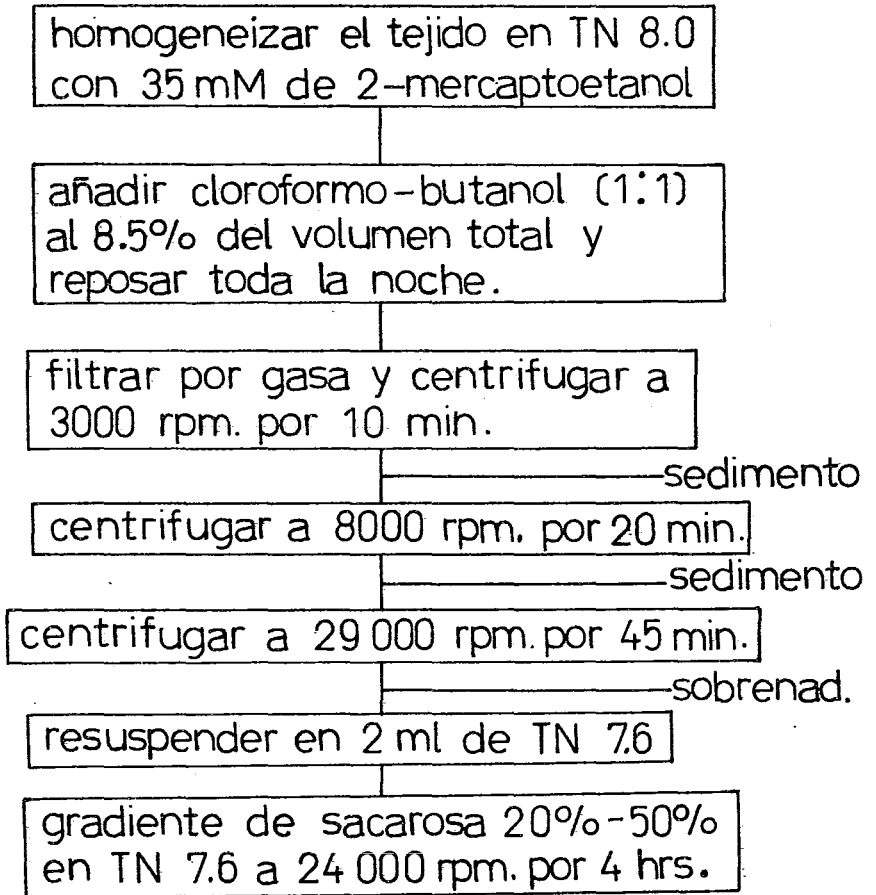 homogeneizar el tejido en TN 8.0
con 35 mM de 2-mercaptoetanol
añadir cloroformo-butanol (1:1)
al 8.5% del volumen total y
reposar toda la noche.
filtrar por gasa y centrifugar a
3000 rpm. por 10 min.
sedimento
centrifugar a 8000 rpm. por 20 min.
sedimento
centrifugar a 29 000 rpm. por 45 min.
sobrenad.
resuspender en 2 ml de TN 7.6
gradiente de sacarosa 20%-50%
en TN 7.6 a 24 000 rpm. por 4 hrs.